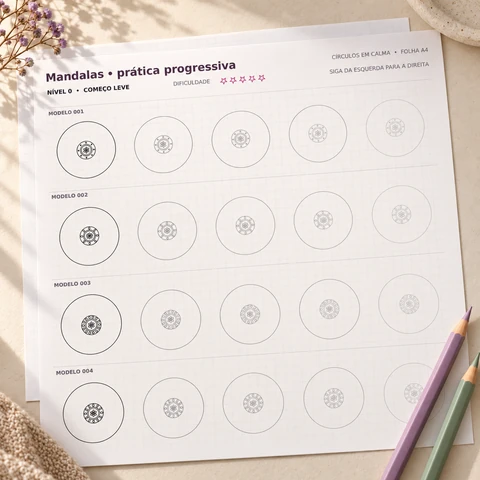 Mandalas • prática progressiva
NÍVEL 0 • COMEÇO LEVE
DIFICULDADE ☆☆☆☆☆
CÍRCULOS EM CALMA • FOLHA A4
SIGA DA ESQUERDA PARA A DIREITA
MODELO 001
MODELO 002
MODELO 003
MODELO 004